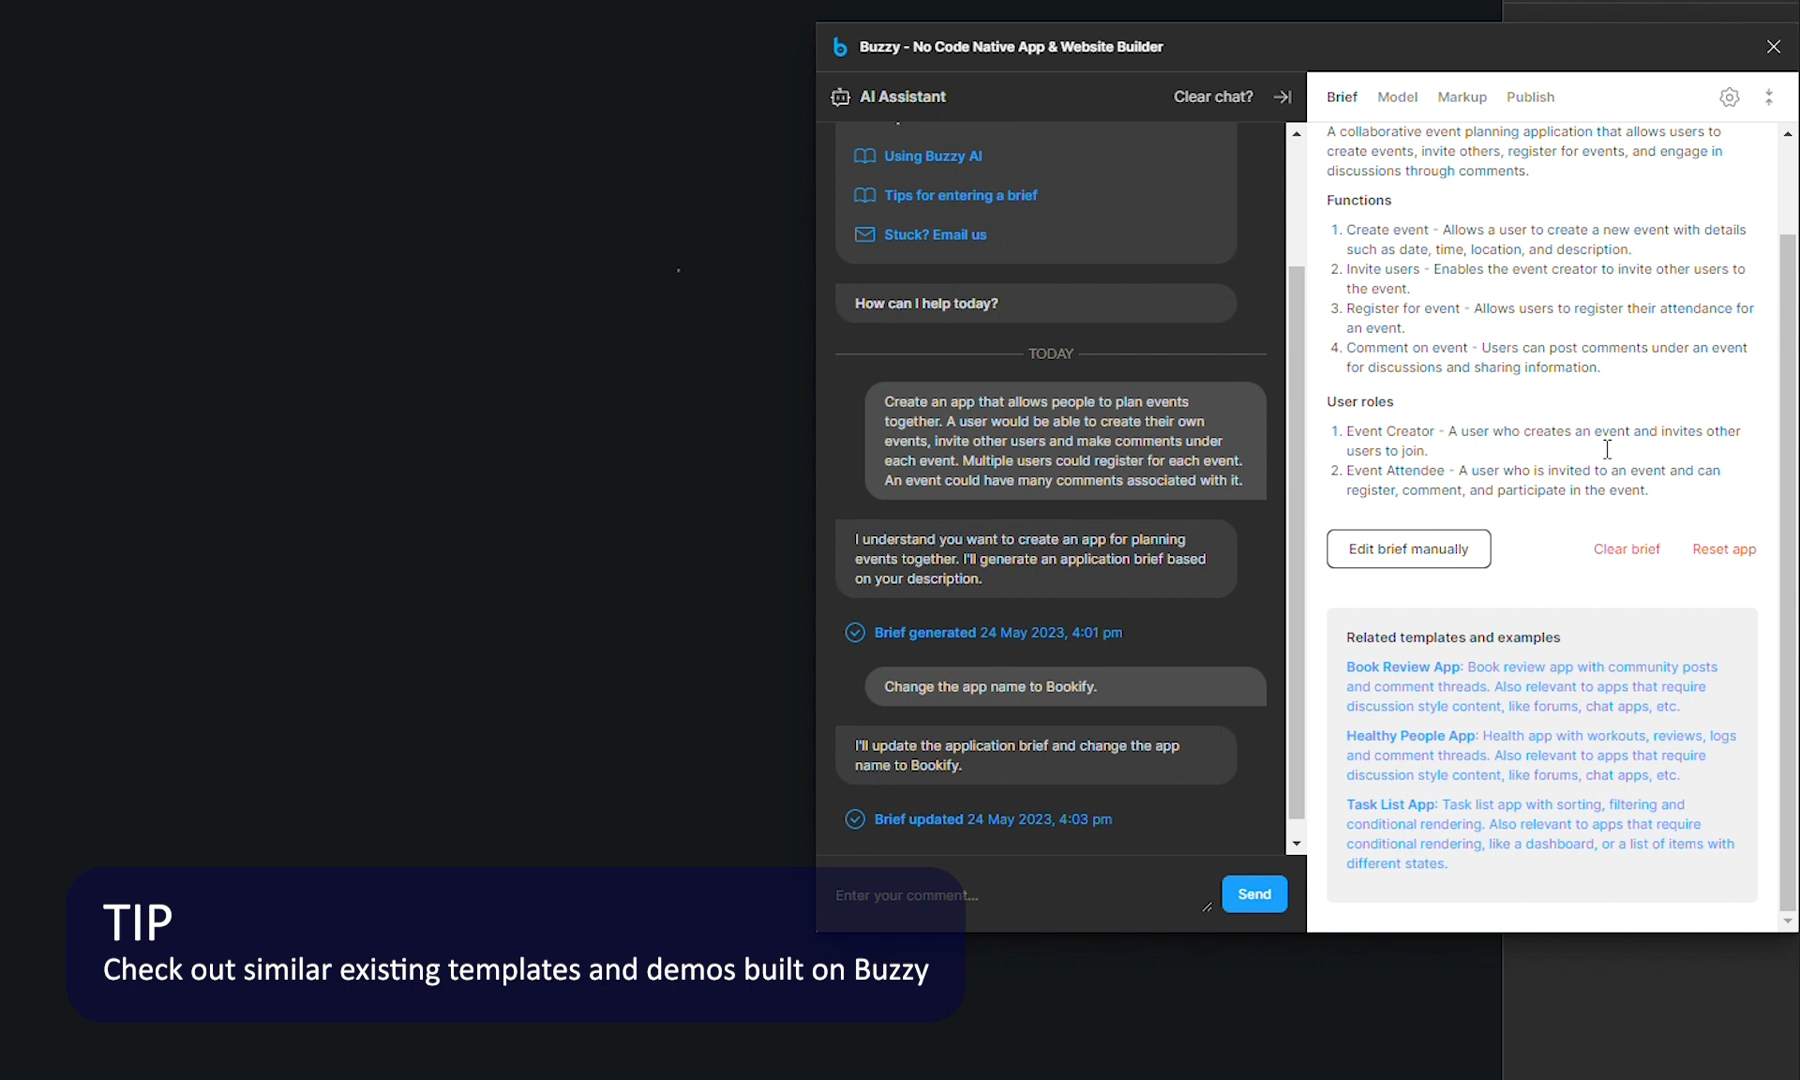 Buzzy - No Code Native App & Website Builder
AI Assistant
Clear chat?
Using Buzzy AI
Tips for entering a brief
Stuck? Email us
How can I help today?
TODAY
Create an app that allows people to plan events
together. A user would be able to create their own
events, invite other users and make comments under
each event. Multiple users could register for each event.
An event could have many comments associated with it.
I understand you want to create an app for planning
events together. I'll generate an application brief based
on your description.
Brief generated 24 May 2023, 4:01 pm
Change the app name to Bookify.
I'll update the application brief and change the app
name to Bookify.
Brief updated 24 May 2023, 4:03 pm
Enter your comment...
Send
Brief Model Markup Publish
A collaborative event planning application that allows users to
create events, invite others, register for events, and engage in
discussions through comments.
Functions
1. Create event - Allows a user to create a new event with details
such as date, time, location, and description.
2. Invite users - Enables the event creator to invite other users to
the event.
3. Register for event - Allows users to register their attendance for
an event.
4. Comment on event - Users can post comments under an event
for discussions and sharing information.
User roles
1. Event Creator - A user who creates an event and invites other
users to join.
2. Event Attendee - A user who is invited to an event and can
register, comment, and participate in the event.
Edit brief manually
Clear brief
Reset app
Related templates and examples
Book Review App: Book review app with community posts
and comment threads. Also relevant to apps that require
discussion style content, like forums, chat apps, etc.
Healthy People App: Health app with workouts, reviews, logs
and comment threads. Also relevant to apps that require
discussion style content, like forums, chat apps, etc.
Task List App: Task list app with sorting, filtering and
conditional rendering. Also relevant to apps that require
conditional rendering, like a dashboard, or a list of items with
different states.
TIP
Check out similar existing templates and demos built on Buzzy